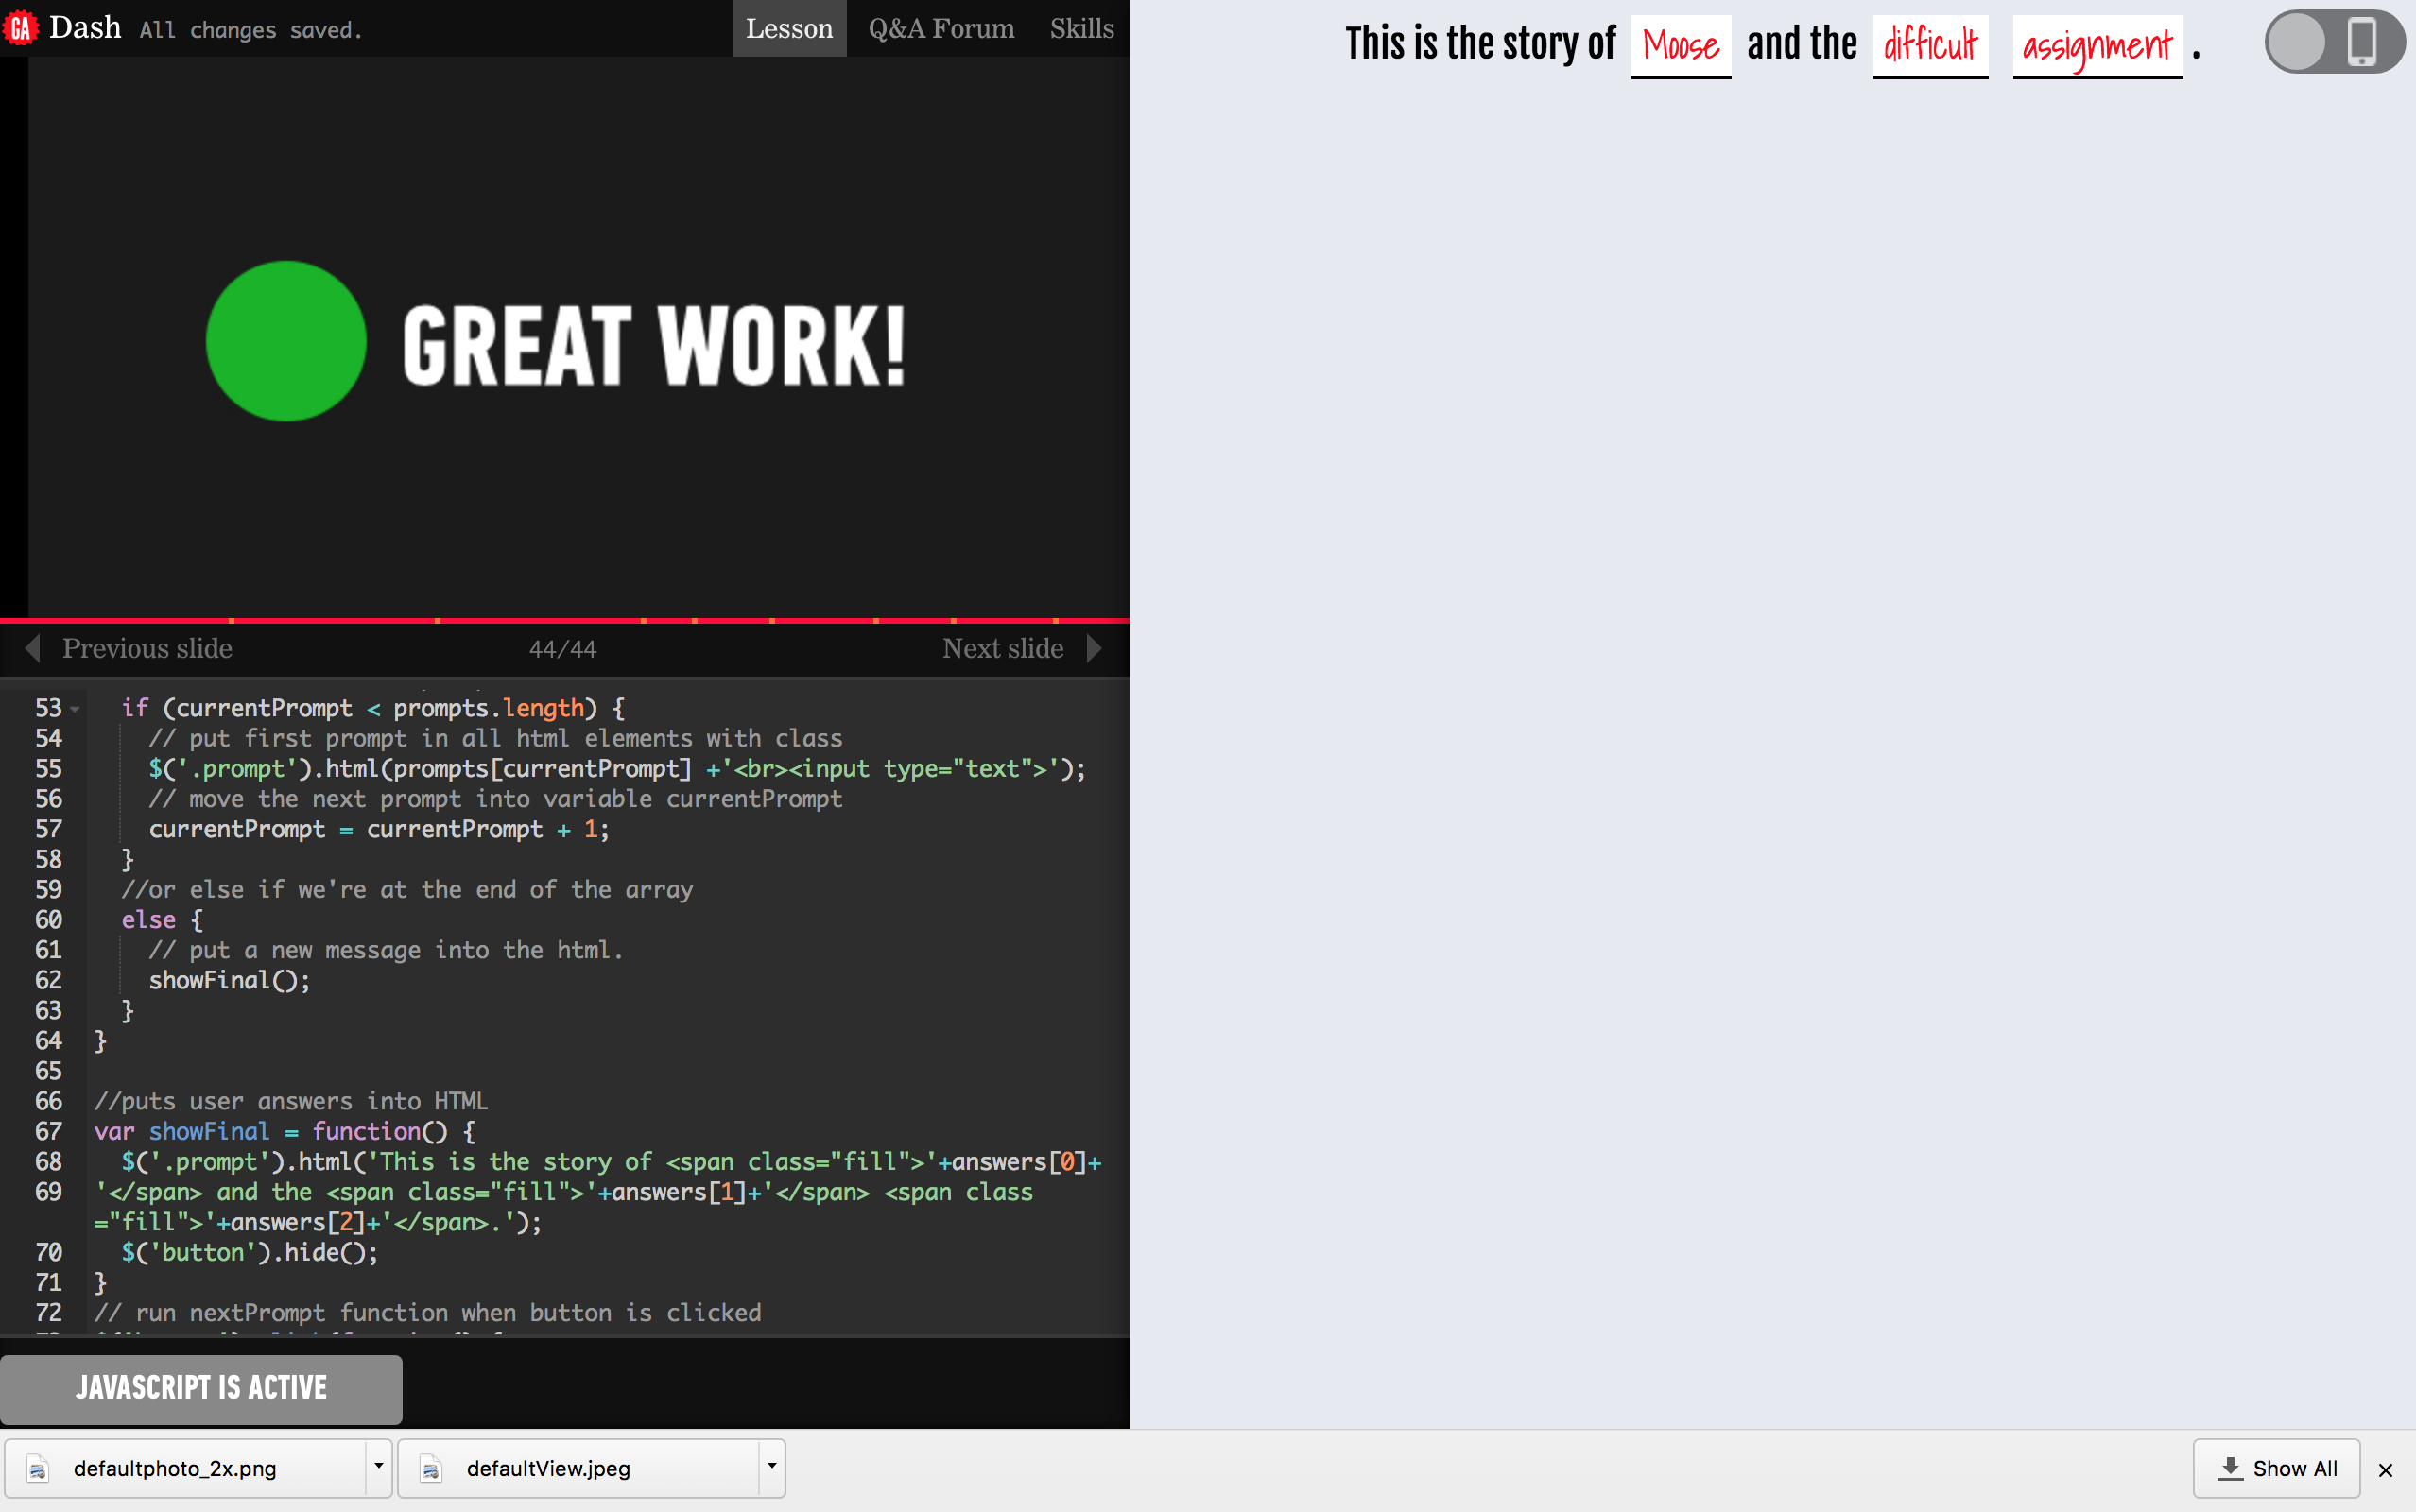 GA Dash All changes saved. Lesson Q&A Forum Skills
GREAT WORK!
Previous slide 44/44 Next slide
53 if (currentPrompt < prompts.length) {
54 // put first prompt in all html elements with class
55 $('.prompt').html(prompts[currentPrompt] +'<br><input type="text">');
56 // move the next prompt into variable currentPrompt
57 currentPrompt = currentPrompt + 1;
58 }
59 //or else if we're at the end of the array
60 else {
61 // put a new message into the html.
62 showFinal();
63 }
64 }
65
66 //puts user answers into HTML
67 var showFinal = function() {
68 $('.prompt').html('This is the story of <span class="fill">'+answers[0]+
69 '</span> and the <span class="fill">'+answers[1]+'</span> <span class
="fill">'+answers[2]+'</span>.');
70 $('button').hide();
71 }
72 // run nextPrompt function when button is clicked
JAVASCRIPT IS ACTIVE
This is the story of Moose and the difficult assignment .
defaultphoto_2x.png defaultView.jpeg Show All